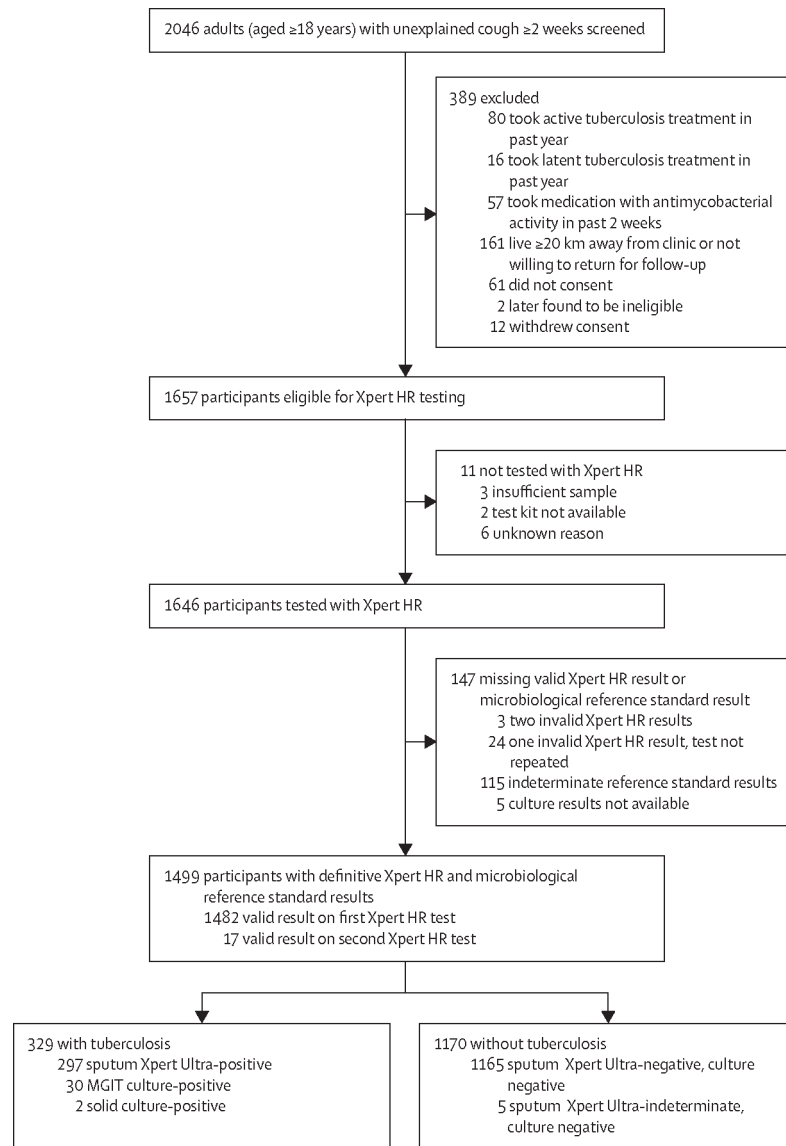 2046 adults (aged ≥18 years) with unexplained cough ≥2 weeks screened
389 excluded
80 took active tuberculosis treatment in
past year
16 took latent tuberculosis treatment in
past year
57 took medication with antimycobacterial
activity in past 2 weeks
161 live ≥20 km away from clinic or not
willing to return for follow-up
61 did not consent
2 later found to be ineligible
12 withdrew consent
1657 participants eligible for Xpert HR testing
11 not tested with Xpert HR
3 insufficient sample
2 test kit not available
6 unknown reason
1646 participants tested with Xpert HR
147 missing valid Xpert HR result or
microbiological reference standard result
3 two invalid Xpert HR results
24 one invalid Xpert HR result, test not
repeated
115 indeterminate reference standard results
5 culture results not available
1499 participants with definitive Xpert HR and microbiological
reference standard results
1482 valid result on first Xpert HR test
17 valid result on second Xpert HR test
329 with tuberculosis
297 sputum Xpert Ultra-positive
30 MGIT culture-positive
2 solid culture-positive
1170 without tuberculosis
1165 sputum Xpert Ultra-negative, culture
negative
5 sputum Xpert Ultra-indeterminate,
culture negative